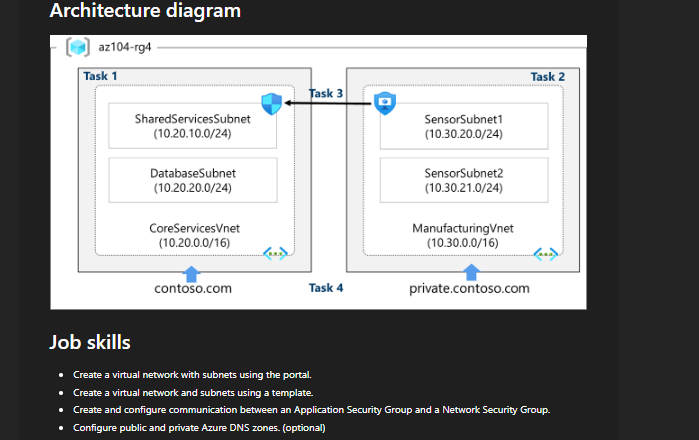 Architecture diagram
az104-rg4
Task 1
Task 2
Task 3
SharedServicesSubnet
(10.20.10.0/24)
DatabaseSubnet
(10.20.20.0/24)
CoreServicesVnet
(10.20.0.0/16)
SensorSubnet1
(10.30.20.0/24)
SensorSubnet2
(10.30.21.0/24)
ManufacturingVnet
(10.30.0.0/16)
contoso.com
Task 4
private.contoso.com
Job skills
Create a virtual network with subnets using the portal.
Create a virtual network and subnets using a template.
Create and configure communication between an Application Security Group and a Network Security Group.
Configure public and private Azure DNS zones. (optional)